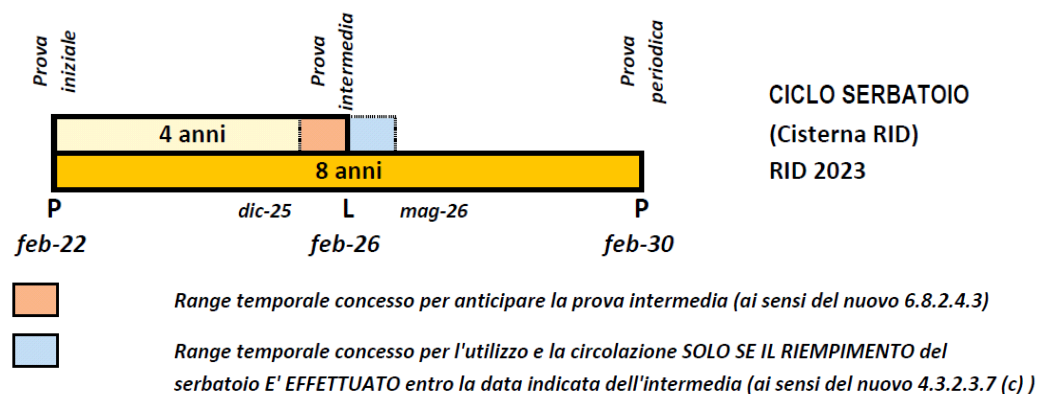 Prova
iniziale
Prova
intermedia
Prova
periodica
CICLO SERBATOIO
(Cisterna RID)
RID 2023
4 anni
8 anni
P
dic-25
L
mag-26
P
feb-22
feb-26
feb-30
Range temporale concesso per anticipare la prova intermedia (ai sensi del nuovo 6.8.2.4.3)
Range temporale concesso per l'utilizzo e la circolazione SOLO SE IL RIEMPIMENTO del
serbatoio E' EFFETTUATO entro la data indicata dell'intermedia (ai sensi del nuovo 4.3.2.3.7 (c) )